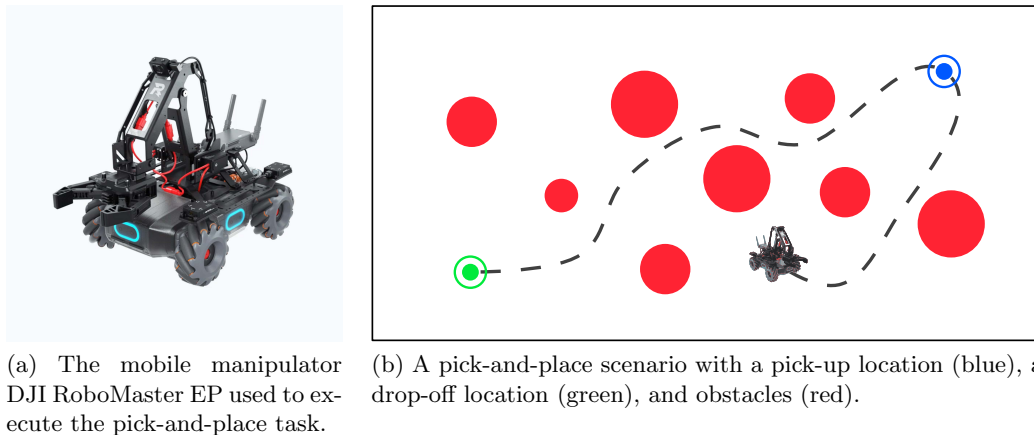 (a) The mobile manipulator
DJI RoboMaster EP used to ex-
ecute the pick-and-place task.
(b) A pick-and-place scenario with a pick-up location (blue), a
drop-off location (green), and obstacles (red).